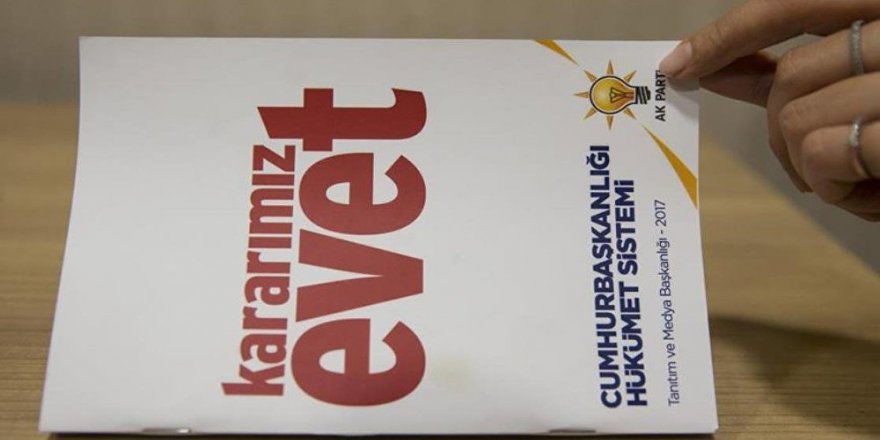 kararımız
evet
AK PARTİ
CUMHURBAŞKANLIĞI
HÜKÜMET SİSTEMİ
Tanıtım ve Medya Başkanlığı - 2017